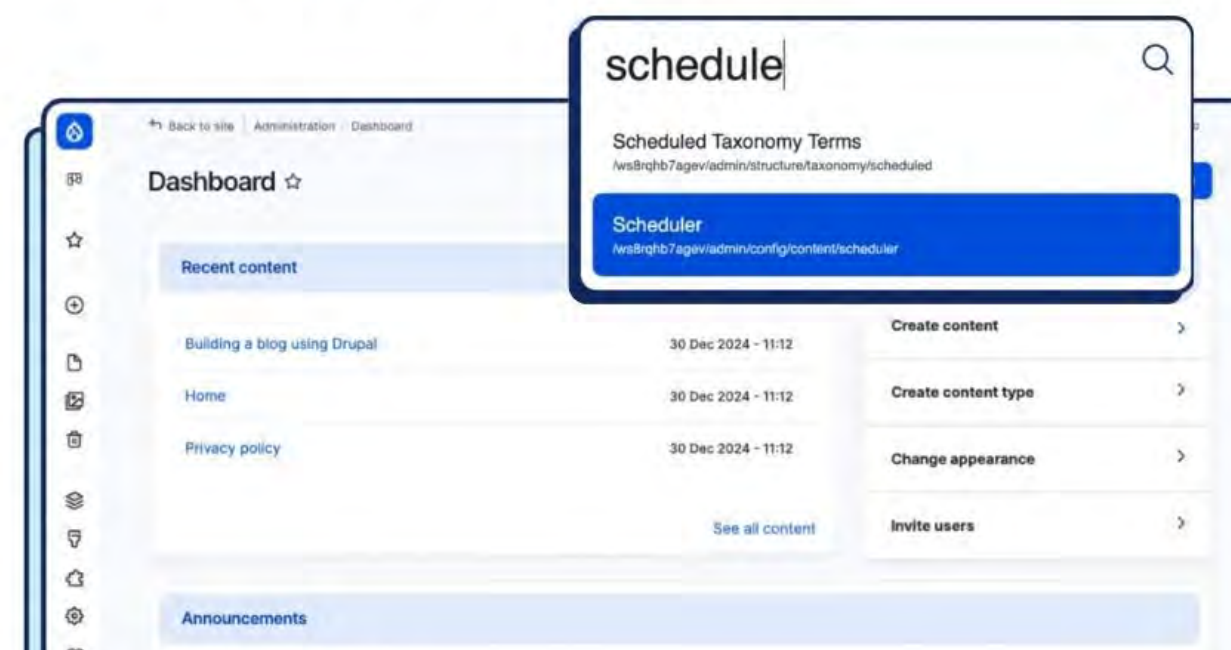 schedule
Scheduled Taxonomy Terms
/ws8rqhb7agev/admin/structure/taxonomy/scheduled
Scheduler
/ws8rqhb7agev/admin/config/content/scheduler
Back to site Administration Dashboard
Dashboard
Recent content
Building a blog using Drupal 30 Dec 2024 - 11:12
Home 30 Dec 2024 - 11:12
Privacy policy 30 Dec 2024 - 11:12
See all content
Create content
Create content type
Change appearance
Invite users
Announcements